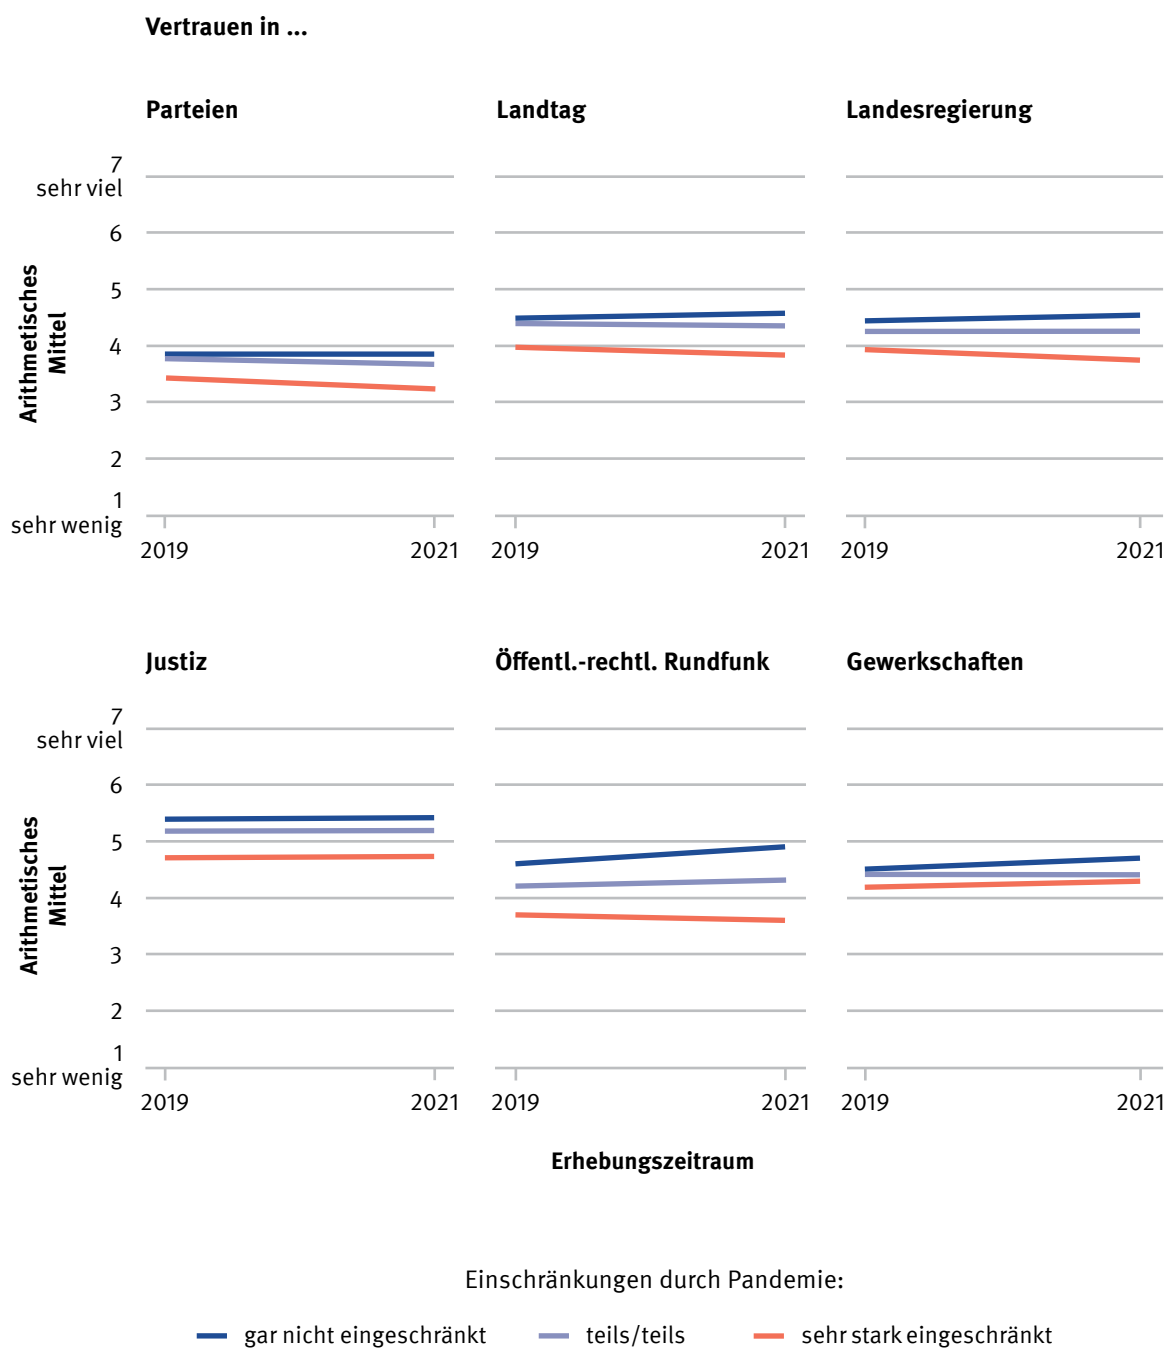 Vertrauen in ...
Parteien
Landtag
Landesregierung
7
sehr viel
6
5
4
3
2
1
sehr wenig
Arithmetisches
Mittel
2019
2021
2019
2021
2019
2021
Justiz
Öffentl.-rechtl. Rundfunk
Gewerkschaften
7
sehr viel
6
5
4
3
2
1
sehr wenig
Arithmetisches
Mittel
2019
2021
2019
2021
2019
2021
Erhebungszeitraum
Einschränkungen durch Pandemie:
gar nicht eingeschränkt
teils/teils
sehr stark eingeschränkt